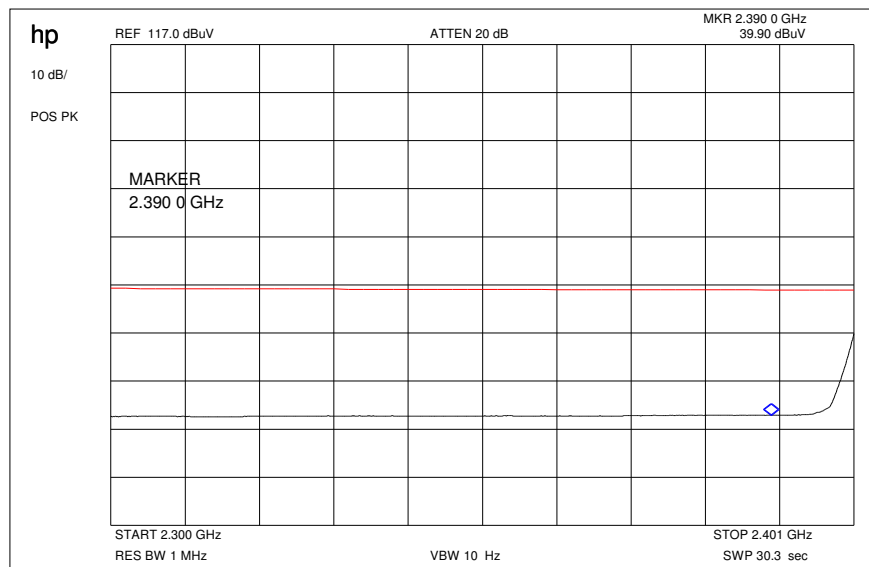 hp
REF 117.0 dBuV
ATTEN 20 dB
MKR 2.390 0 GHz
39.90 dBuV
10 dB/
POS PK
MARKER
2.390 0 GHz
START 2.300 GHz
STOP 2.401 GHz
RES BW 1 MHz
VBW 10 Hz
SWP 30.3 sec